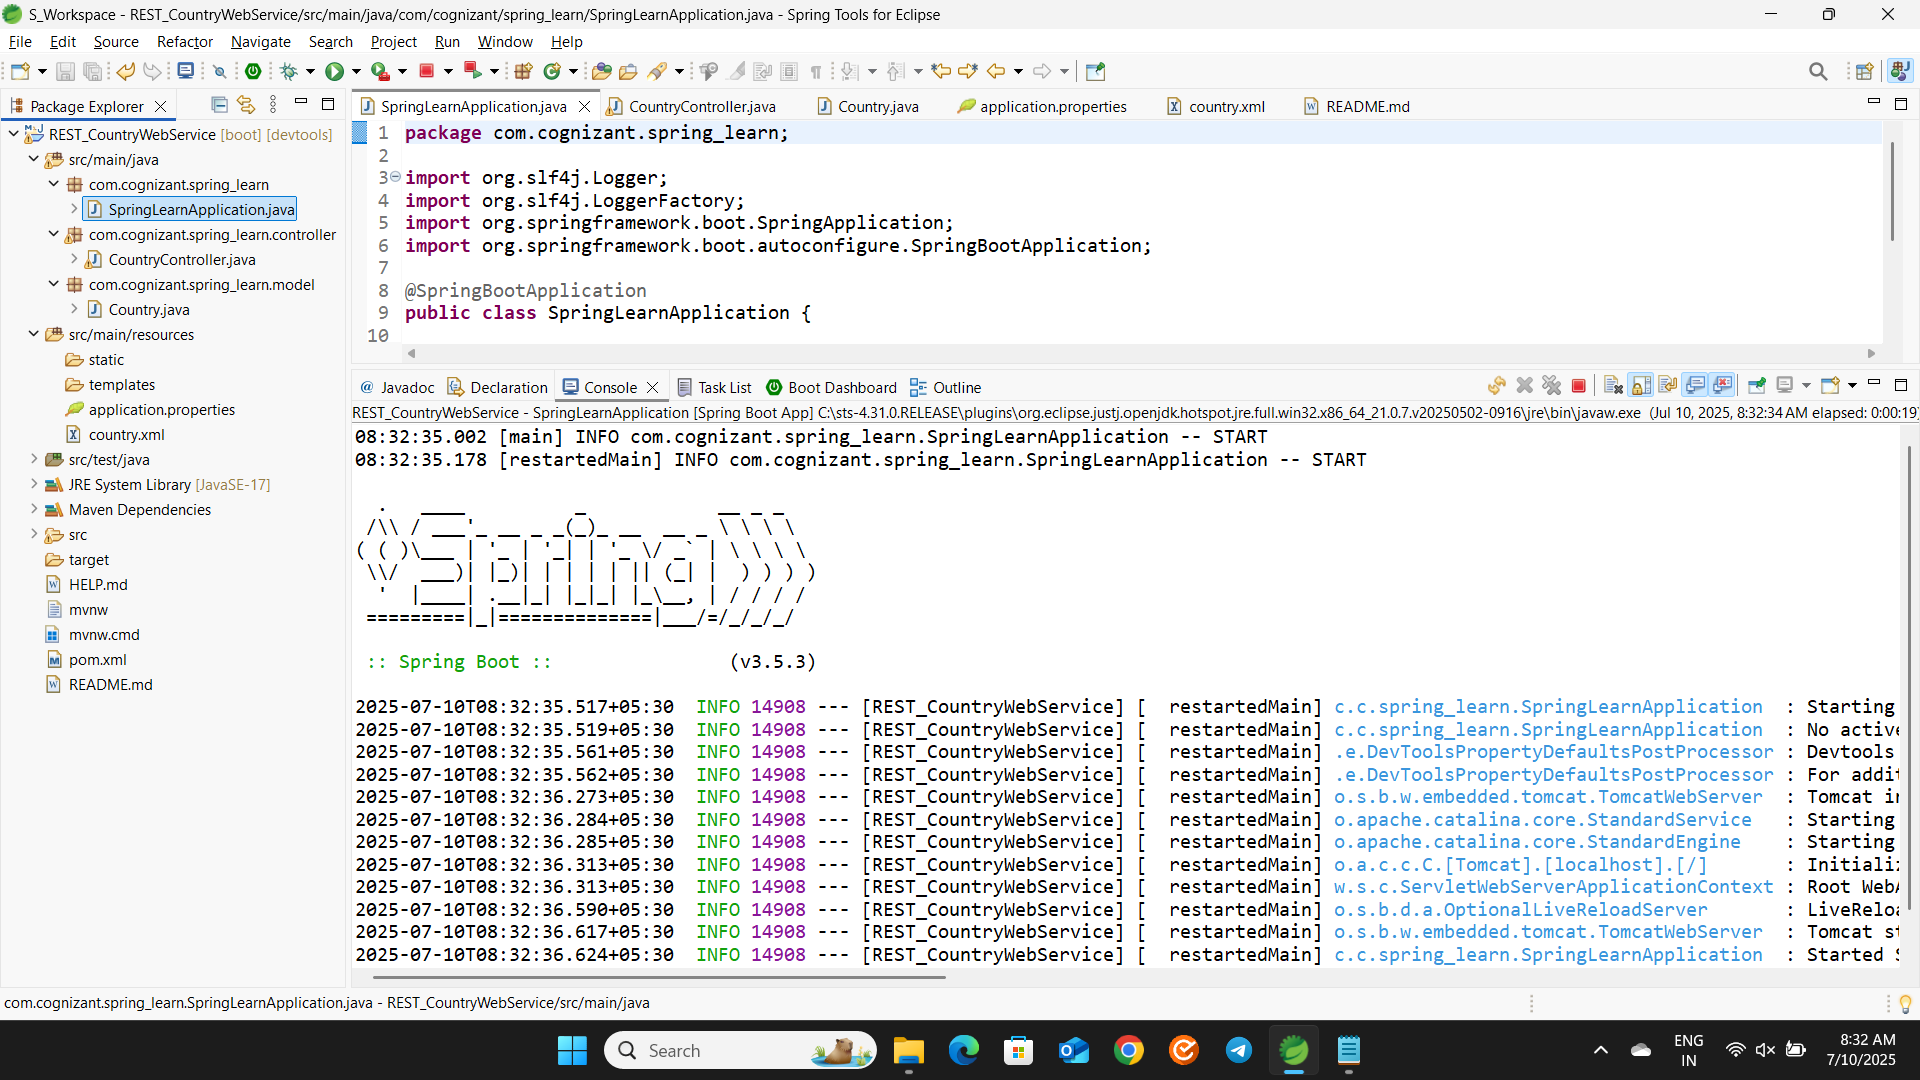 S_Workspace - REST_CountryWebService/src/main/java/com/cognizant/spring_learn/SpringLearnApplication.java - Spring Tools for Eclipse
File Edit Source Refactor Navigate Search Project Run Window Help
Package Explorer
REST_CountryWebService [boot] [devtools]
src/main/java
com.cognizant.spring_learn
SpringLearnApplication.java
com.cognizant.spring_learn.controller
CountryController.java
com.cognizant.spring_learn.model
Country.java
src/main/resources
static
templates
application.properties
country.xml
src/test/java
JRE System Library [JavaSE-17]
Maven Dependencies
src
target
HELP.md
mvnw
mvnw.cmd
pom.xml
README.md
SpringLearnApplication.java CountryController.java Country.java application.properties country.xml README.md
1 package com.cognizant.spring_learn;
2
3 import org.slf4j.Logger;
4 import org.slf4j.LoggerFactory;
5 import org.springframework.boot.SpringApplication;
6 import org.springframework.boot.autoconfigure.SpringBootApplication;
7
8 @SpringBootApplication
9 public class SpringLearnApplication {
10
@ Javadoc Declaration Console Task List Boot Dashboard Outline
REST_CountryWebService - SpringLearnApplication [Spring Boot App] C:\sts-4.31.0.RELEASE\plugins\org.eclipse.justj.openjdk.hotspot.jre.full.win32.x86_64_21.0.7.v20250502-0916\jre\bin\javaw.exe (Jul 10, 2025, 8:32:34 AM elapsed: 0:00:19
08:32:35.002 [main] INFO com.cognizant.spring_learn.SpringLearnApplication -- START
08:32:35.178 [restartedMain] INFO com.cognizant.spring_learn.SpringLearnApplication -- START
Spring
:: Spring Boot :: (v3.5.3)
2025-07-10T08:32:35.517+05:30 INFO 14908 --- [REST_CountryWebService] [ restartedMain] c.c.spring_learn.SpringLearnApplication : Starting
2025-07-10T08:32:35.519+05:30 INFO 14908 --- [REST_CountryWebService] [ restartedMain] c.c.spring_learn.SpringLearnApplication : No active
2025-07-10T08:32:35.561+05:30 INFO 14908 --- [REST_CountryWebService] [ restartedMain] .e.DevToolsPropertyDefaultsPostProcessor : Devtools
2025-07-10T08:32:35.562+05:30 INFO 14908 --- [REST_CountryWebService] [ restartedMain] .e.DevToolsPropertyDefaultsPostProcessor : For addit
2025-07-10T08:32:36.273+05:30 INFO 14908 --- [REST_CountryWebService] [ restartedMain] o.s.b.w.embedded.tomcat.TomcatWebServer : Tomcat in
2025-07-10T08:32:36.284+05:30 INFO 14908 --- [REST_CountryWebService] [ restartedMain] o.apache.catalina.core.StandardService : Starting
2025-07-10T08:32:36.285+05:30 INFO 14908 --- [REST_CountryWebService] [ restartedMain] o.apache.catalina.core.StandardEngine : Starting
2025-07-10T08:32:36.313+05:30 INFO 14908 --- [REST_CountryWebService] [ restartedMain] o.a.c.c.C.[Tomcat].[localhost].[/] : Initializ
2025-07-10T08:32:36.313+05:30 INFO 14908 --- [REST_CountryWebService] [ restartedMain] w.s.c.ServletWebServerApplicationContext : Root WebA
2025-07-10T08:32:36.590+05:30 INFO 14908 --- [REST_CountryWebService] [ restartedMain] o.s.b.d.a.OptionalLiveReloadServer : LiveReloa
2025-07-10T08:32:36.617+05:30 INFO 14908 --- [REST_CountryWebService] [ restartedMain] o.s.b.w.embedded.tomcat.TomcatWebServer : Tomcat st
2025-07-10T08:32:36.624+05:30 INFO 14908 --- [REST_CountryWebService] [ restartedMain] c.c.spring_learn.SpringLearnApplication : Started S
com.cognizant.spring_learn.SpringLearnApplication.java - REST_CountryWebService/src/main/java
Search
ENG
IN
8:32 AM
7/10/2025